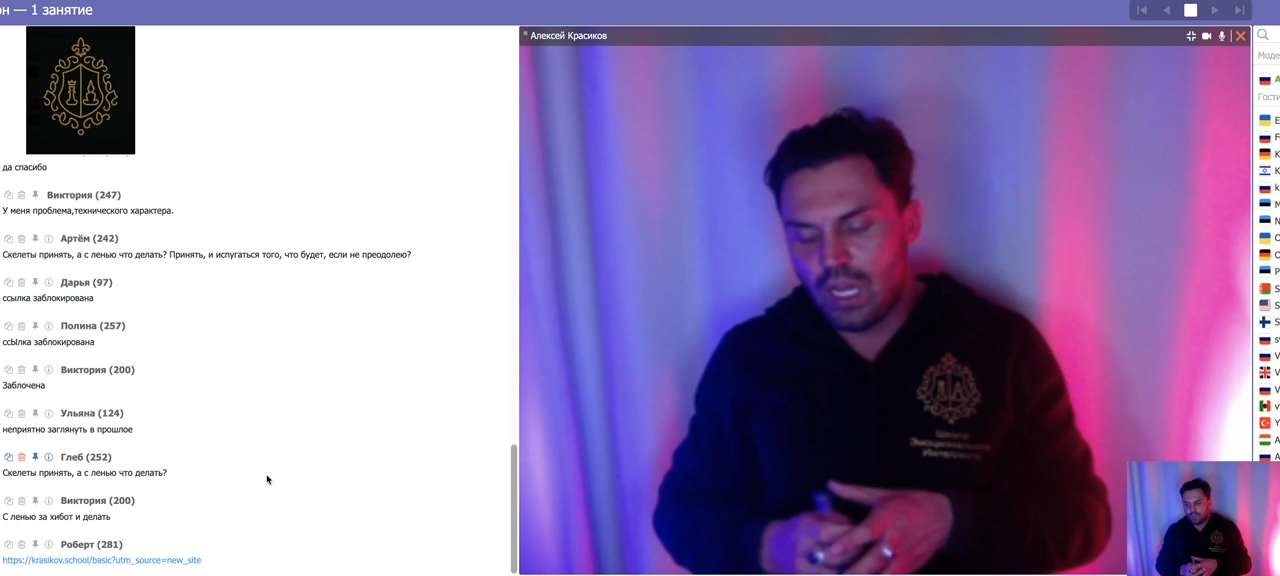 он — 1 занятие
Алексей Красиков
да спасибо
Виктория (247)
У меня проблема,технического характера.
Артём (242)
Скелеты принять, а с ленью что делать? Принять, и испугаться того, что будет, если не преодолею?
Дарья (97)
ссылка заблокирована
Полина (257)
ссЫлка заблокирована
Виктория (200)
Заблочена
Ульяна (124)
неприятно заглянуть в прошлое
Глеб (252)
Скелеты принять, а с ленью что делать?
Виктория (200)
С ленью за хибот и делать
Роберт (281)
https://krasikov.school/basic?utm_source=new_site
Школа
Эмоционального
Интеллекта
Моде
Гости